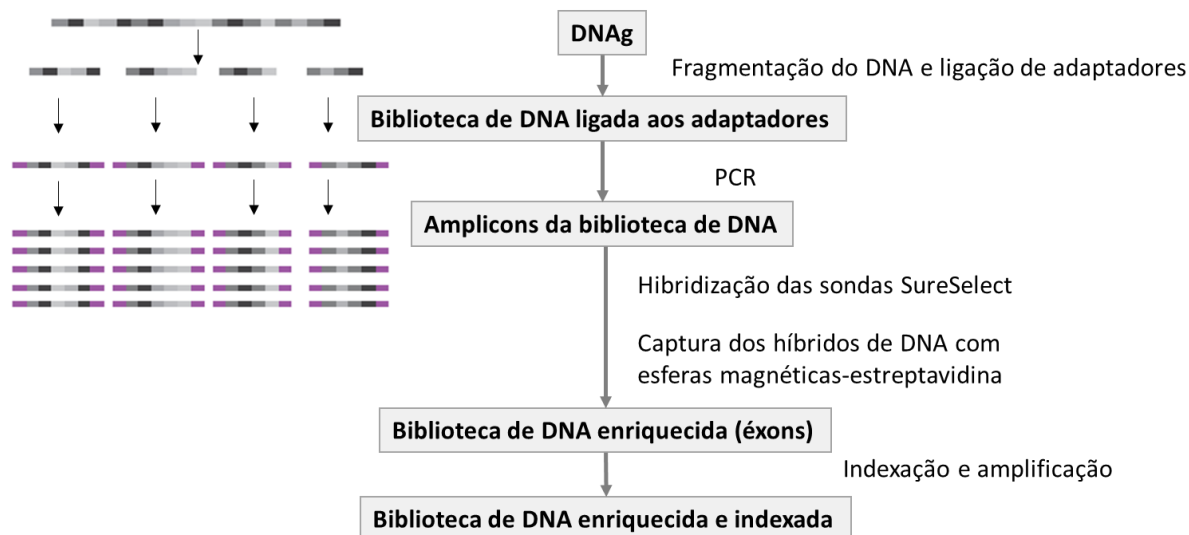 DNAg
Fragmentação do DNA e ligação de adaptadores
Biblioteca de DNA ligada aos adaptadores
PCR
Amplicons da biblioteca de DNA
Hibridização das sondas SureSelect
Captura dos híbridos de DNA com
esferas magnéticas-estreptavidina
Biblioteca de DNA enriquecida (éxons)
Indexação e amplificação
Biblioteca de DNA enriquecida e indexada